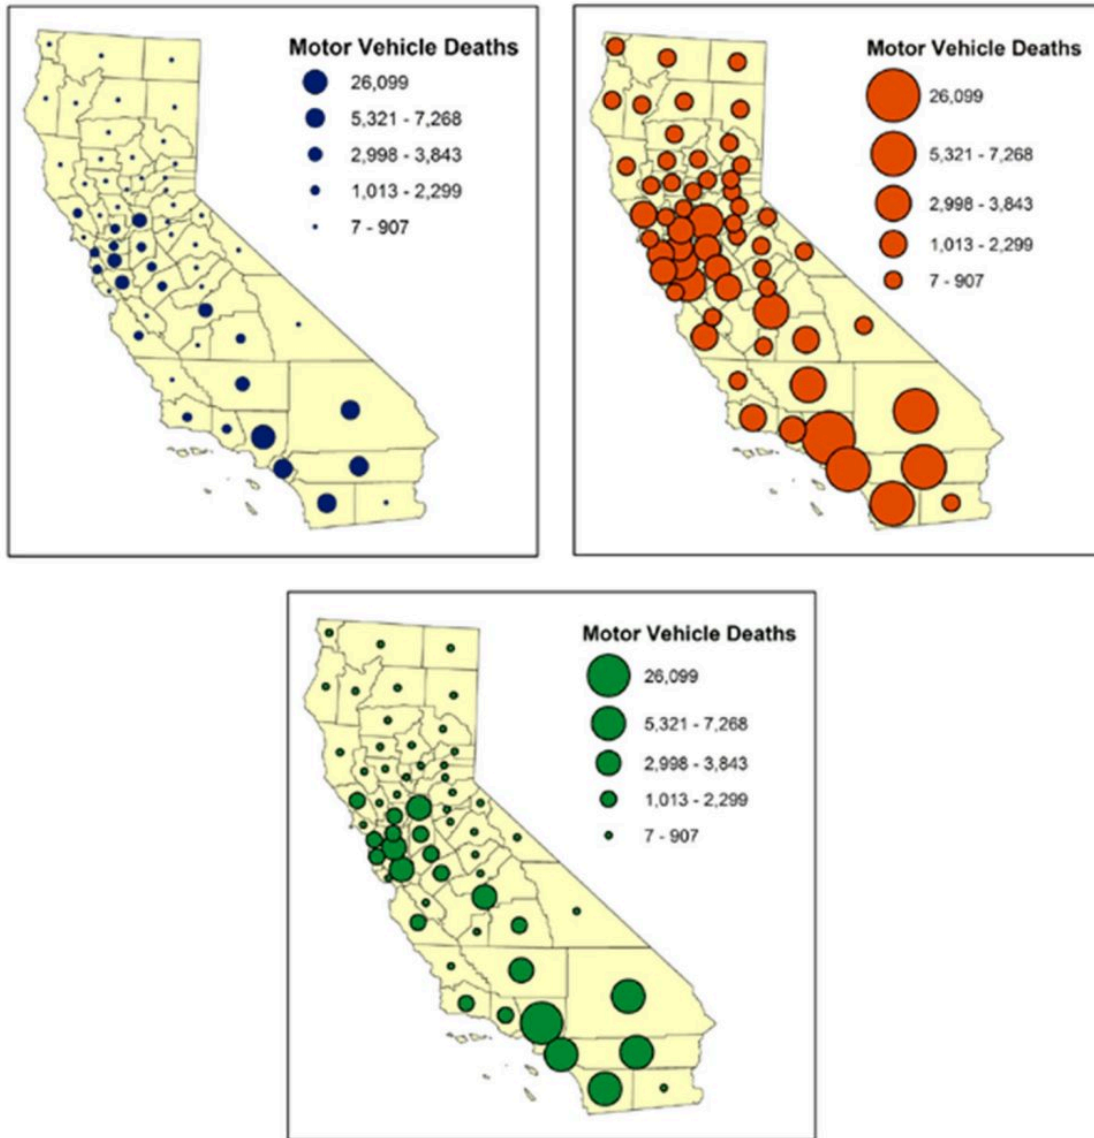 Motor Vehicle Deaths
26,099
5,321 - 7,268
2,998 - 3,843
1,013 - 2,299
7 - 907
Motor Vehicle Deaths
26,099
5,321 - 7,268
2,998 - 3,843
1,013 - 2,299
7 - 907
Motor Vehicle Deaths
26,099
5,321 - 7,268
2,998 - 3,843
1,013 - 2,299
7 - 907